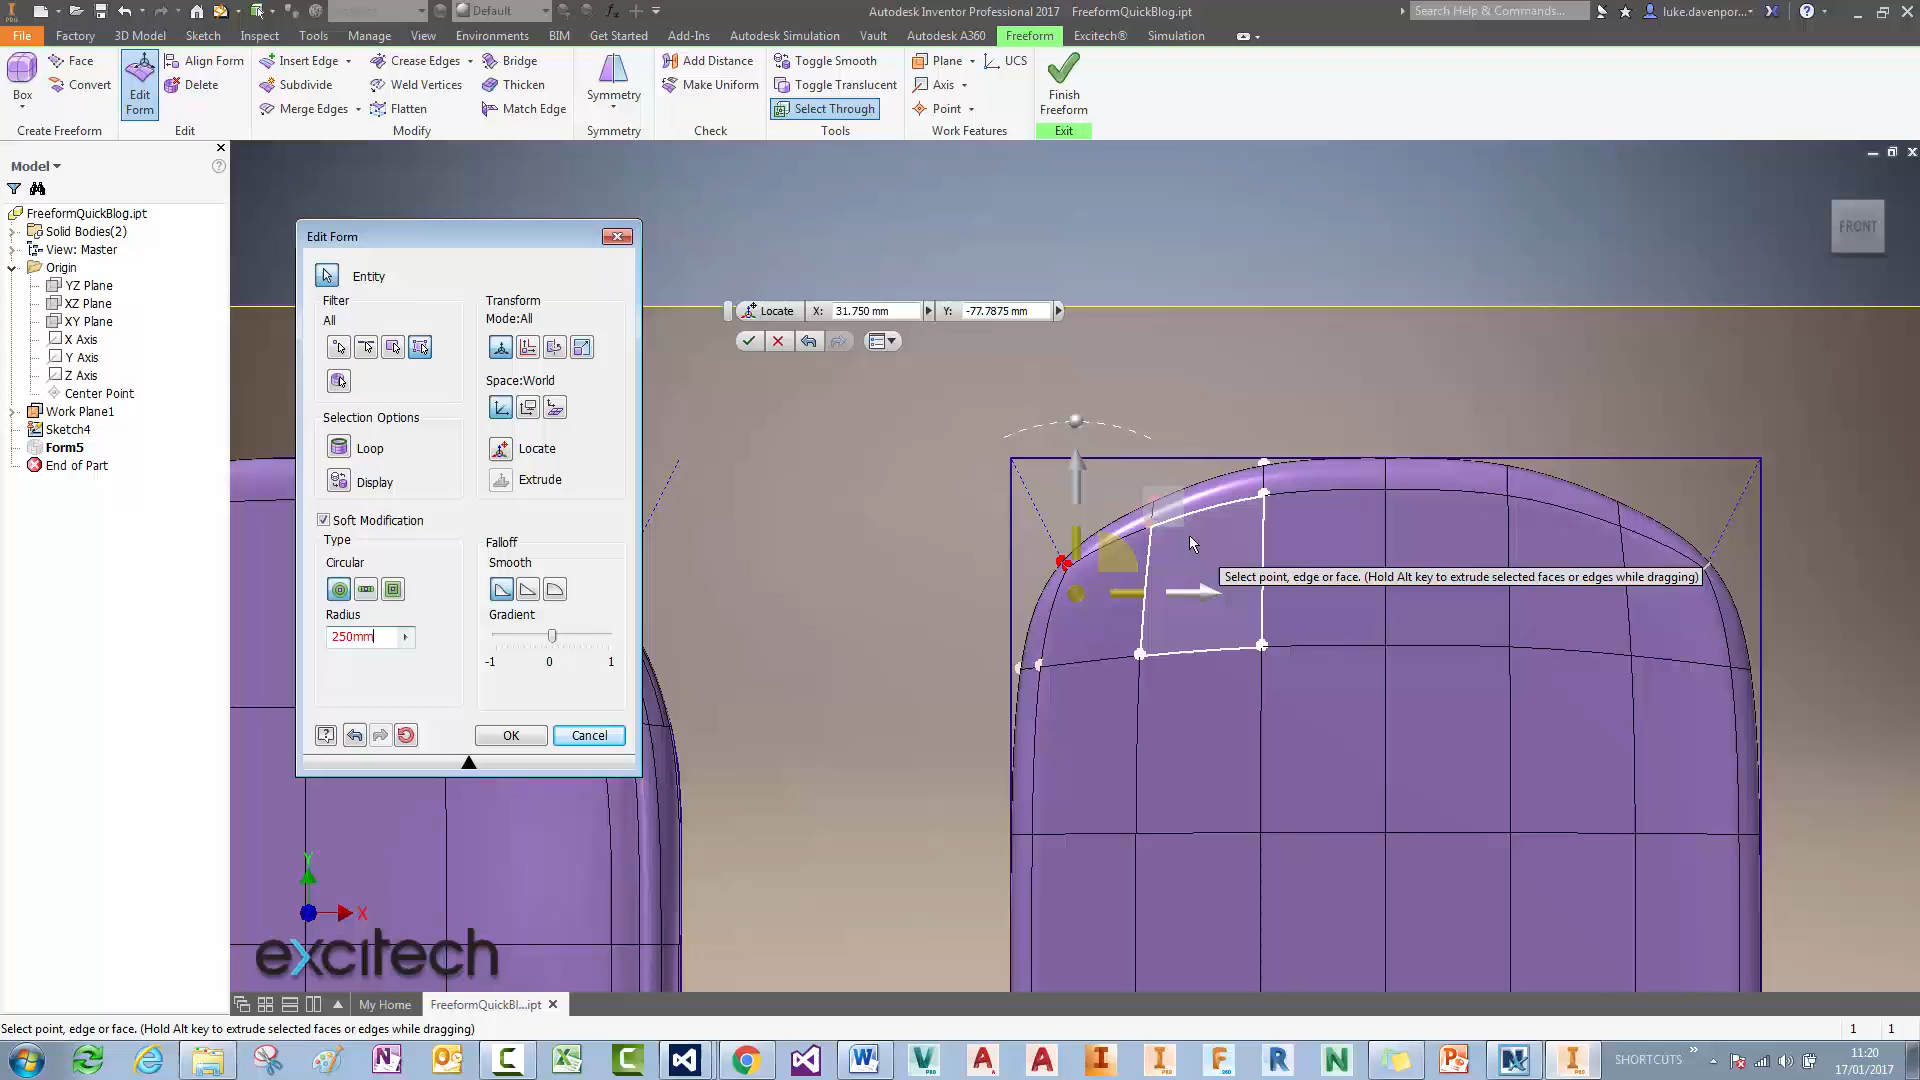 Default
Autodesk Inventor Professional 2017 FreeformQuickBlog.ipt
Search Help & Commands...
luke.davenpor...
File Factory 3D Model Sketch Inspect Tools Manage View Environments BIM Get Started Add-Ins Autodesk Simulation Vault Autodesk A360 Freeform Excitech® Simulation
Box
Face
Convert
Create Freeform
Edit Form
Align Form
Delete
Edit
Insert Edge
Subdivide
Merge Edges
Crease Edges
Weld Vertices
Flatten
Bridge
Thicken
Match Edge
Modify
Symmetry
Symmetry
Add Distance
Make Uniform
Check
Toggle Smooth
Toggle Translucent
Select Through
Tools
Plane
Axis
Point
UCS
Work Features
Finish Freeform
Exit
Model
FreeformQuickBlog.ipt
Solid Bodies(2)
View: Master
Origin
YZ Plane
XZ Plane
XY Plane
X Axis
Y Axis
Z Axis
Center Point
Work Plane1
Sketch4
Form5
End of Part
Edit Form
Entity
Filter
All
Transform
Mode:All
Space:World
Selection Options
Loop
Display
Locate
Extrude
Soft Modification
Type
Circular
Radius
250mm
Falloff
Smooth
Gradient
-1 0 1
OK
Cancel
Locate X: 31.750 mm Y: -77.7875 mm
FRONT
Select point, edge or face. (Hold Alt key to extrude selected faces or edges while dragging)
Y
X
excitech
My Home FreeformQuickBl...ipt
Select point, edge or face. (Hold Alt key to extrude selected faces or edges while dragging)
1 1
SHORTCUTS
11:20
17/01/2017